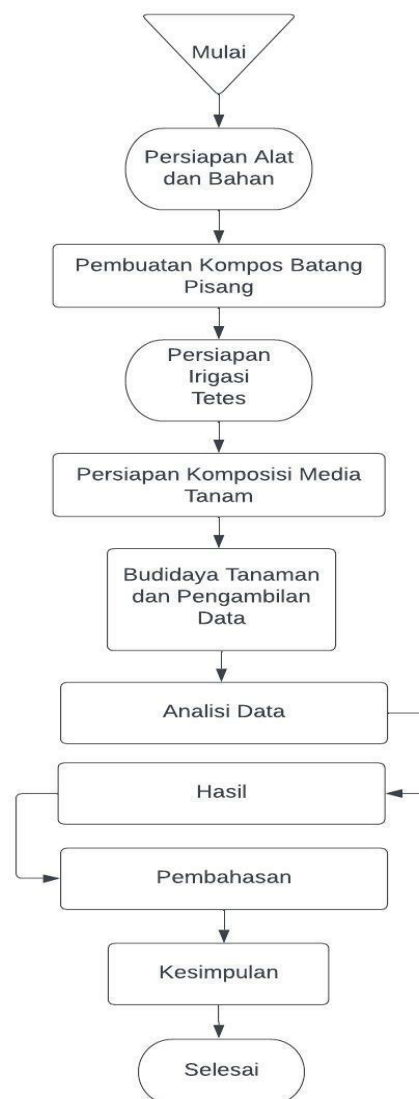 Mulai
Persiapan Alat
dan Bahan
Pembuatan Kompos Batang
Pisang
Persiapan
Irigasi
Tetes
Persiapan Komposisi Media
Tanam
Budidaya Tanaman
dan Pengambilan
Data
Analisi Data
Hasil
Pembahasan
Kesimpulan
Selesai